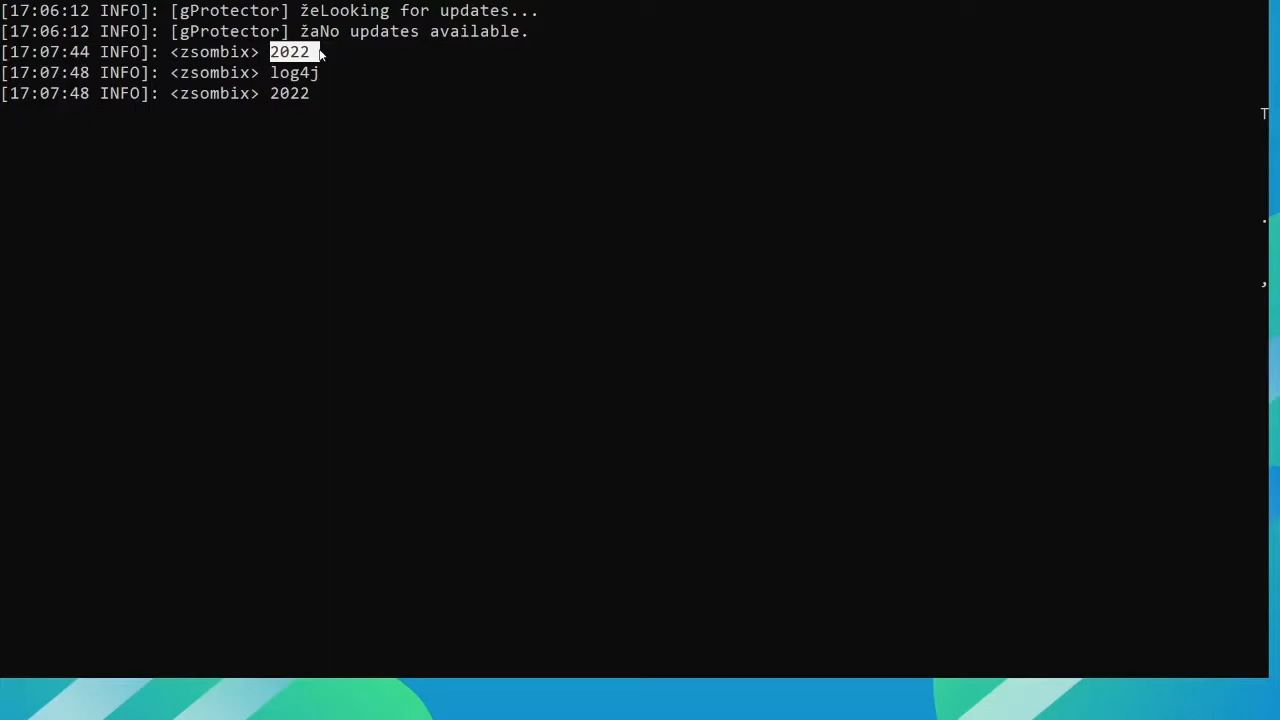 [17:06:12 INFO]: [gProtector] žeLooking for updates...
[17:06:12 INFO]: [gProtector] žaNo updates available.
[17:07:44 INFO]: <zsombix> 2022
[17:07:48 INFO]: <zsombix> log4j
[17:07:48 INFO]: <zsombix> 2022
T
.
,